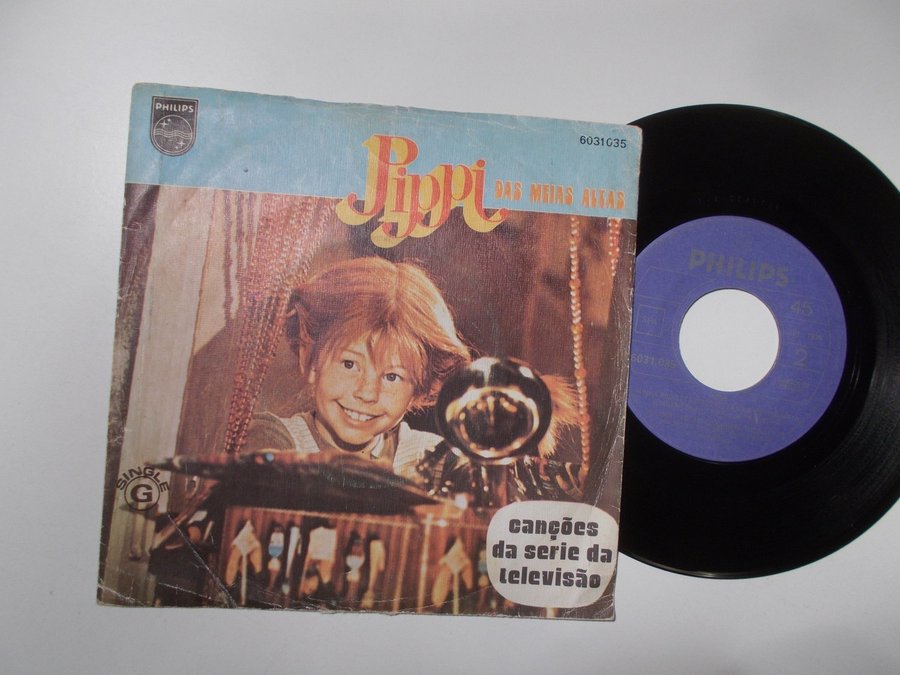 PHILIPS
6031035
Pippi DAS MEIAS ALTAS
SINGLE
G
canções
da serie da
televisão
PHILIPS
45
2